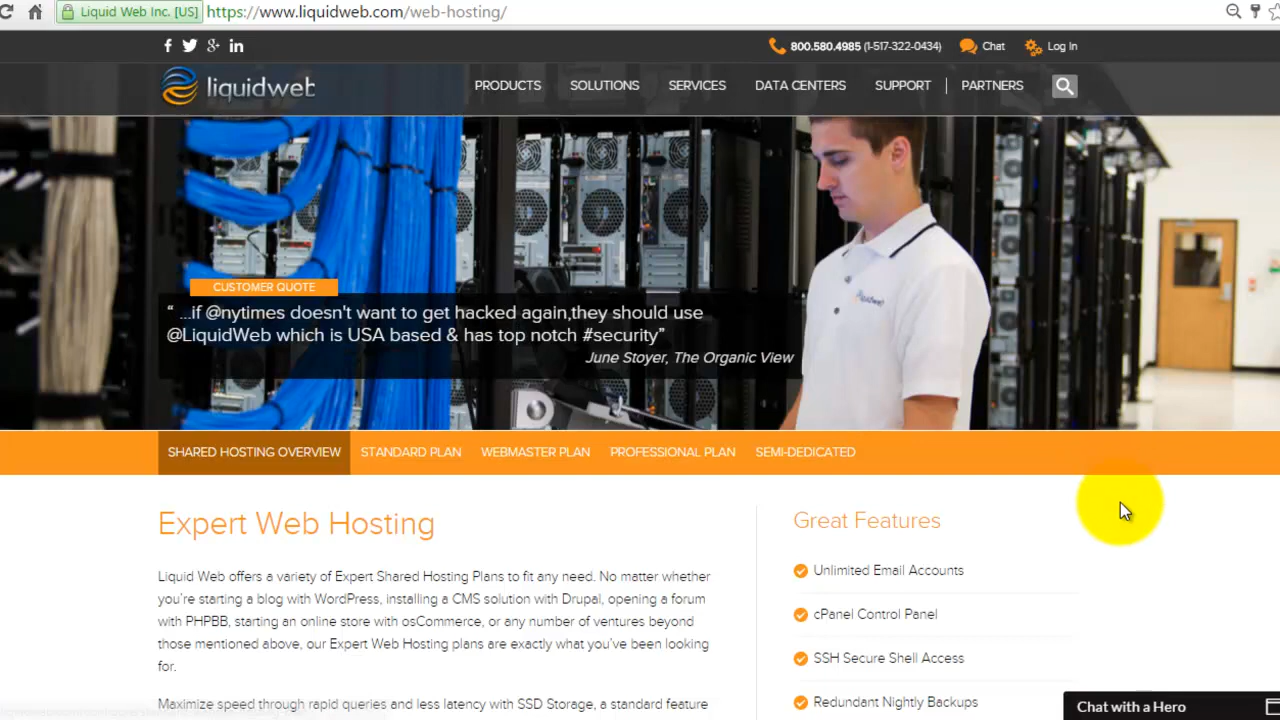 Liquid Web Inc. [US] https://www.liquidweb.com/web-hosting/
800.580.4985 (1-517-322-0434) Chat Log In
liquidweb PRODUCTS SOLUTIONS SERVICES DATA CENTERS SUPPORT PARTNERS
liquidweb
CUSTOMER QUOTE
“ ...if @nytimes doesn't want to get hacked again,they should use
@LiquidWeb which is USA based & has top notch #security”
June Stoyer, The Organic View
SHARED HOSTING OVERVIEW STANDARD PLAN WEBMASTER PLAN PROFESSIONAL PLAN SEMI-DEDICATED
Expert Web Hosting
Liquid Web offers a variety of Expert Shared Hosting Plans to fit any need. No matter whether
you're starting a blog with WordPress, installing a CMS solution with Drupal, opening a forum
with PHPBB, starting an online store with osCommerce, or any number of ventures beyond
those mentioned above, our Expert Web Hosting plans are exactly what you've been looking
for.
Maximize speed through rapid queries and less latency with SSD Storage, a standard feature
Great Features
Unlimited Email Accounts
cPanel Control Panel
SSH Secure Shell Access
Redundant Nightly Backups
Chat with a Hero